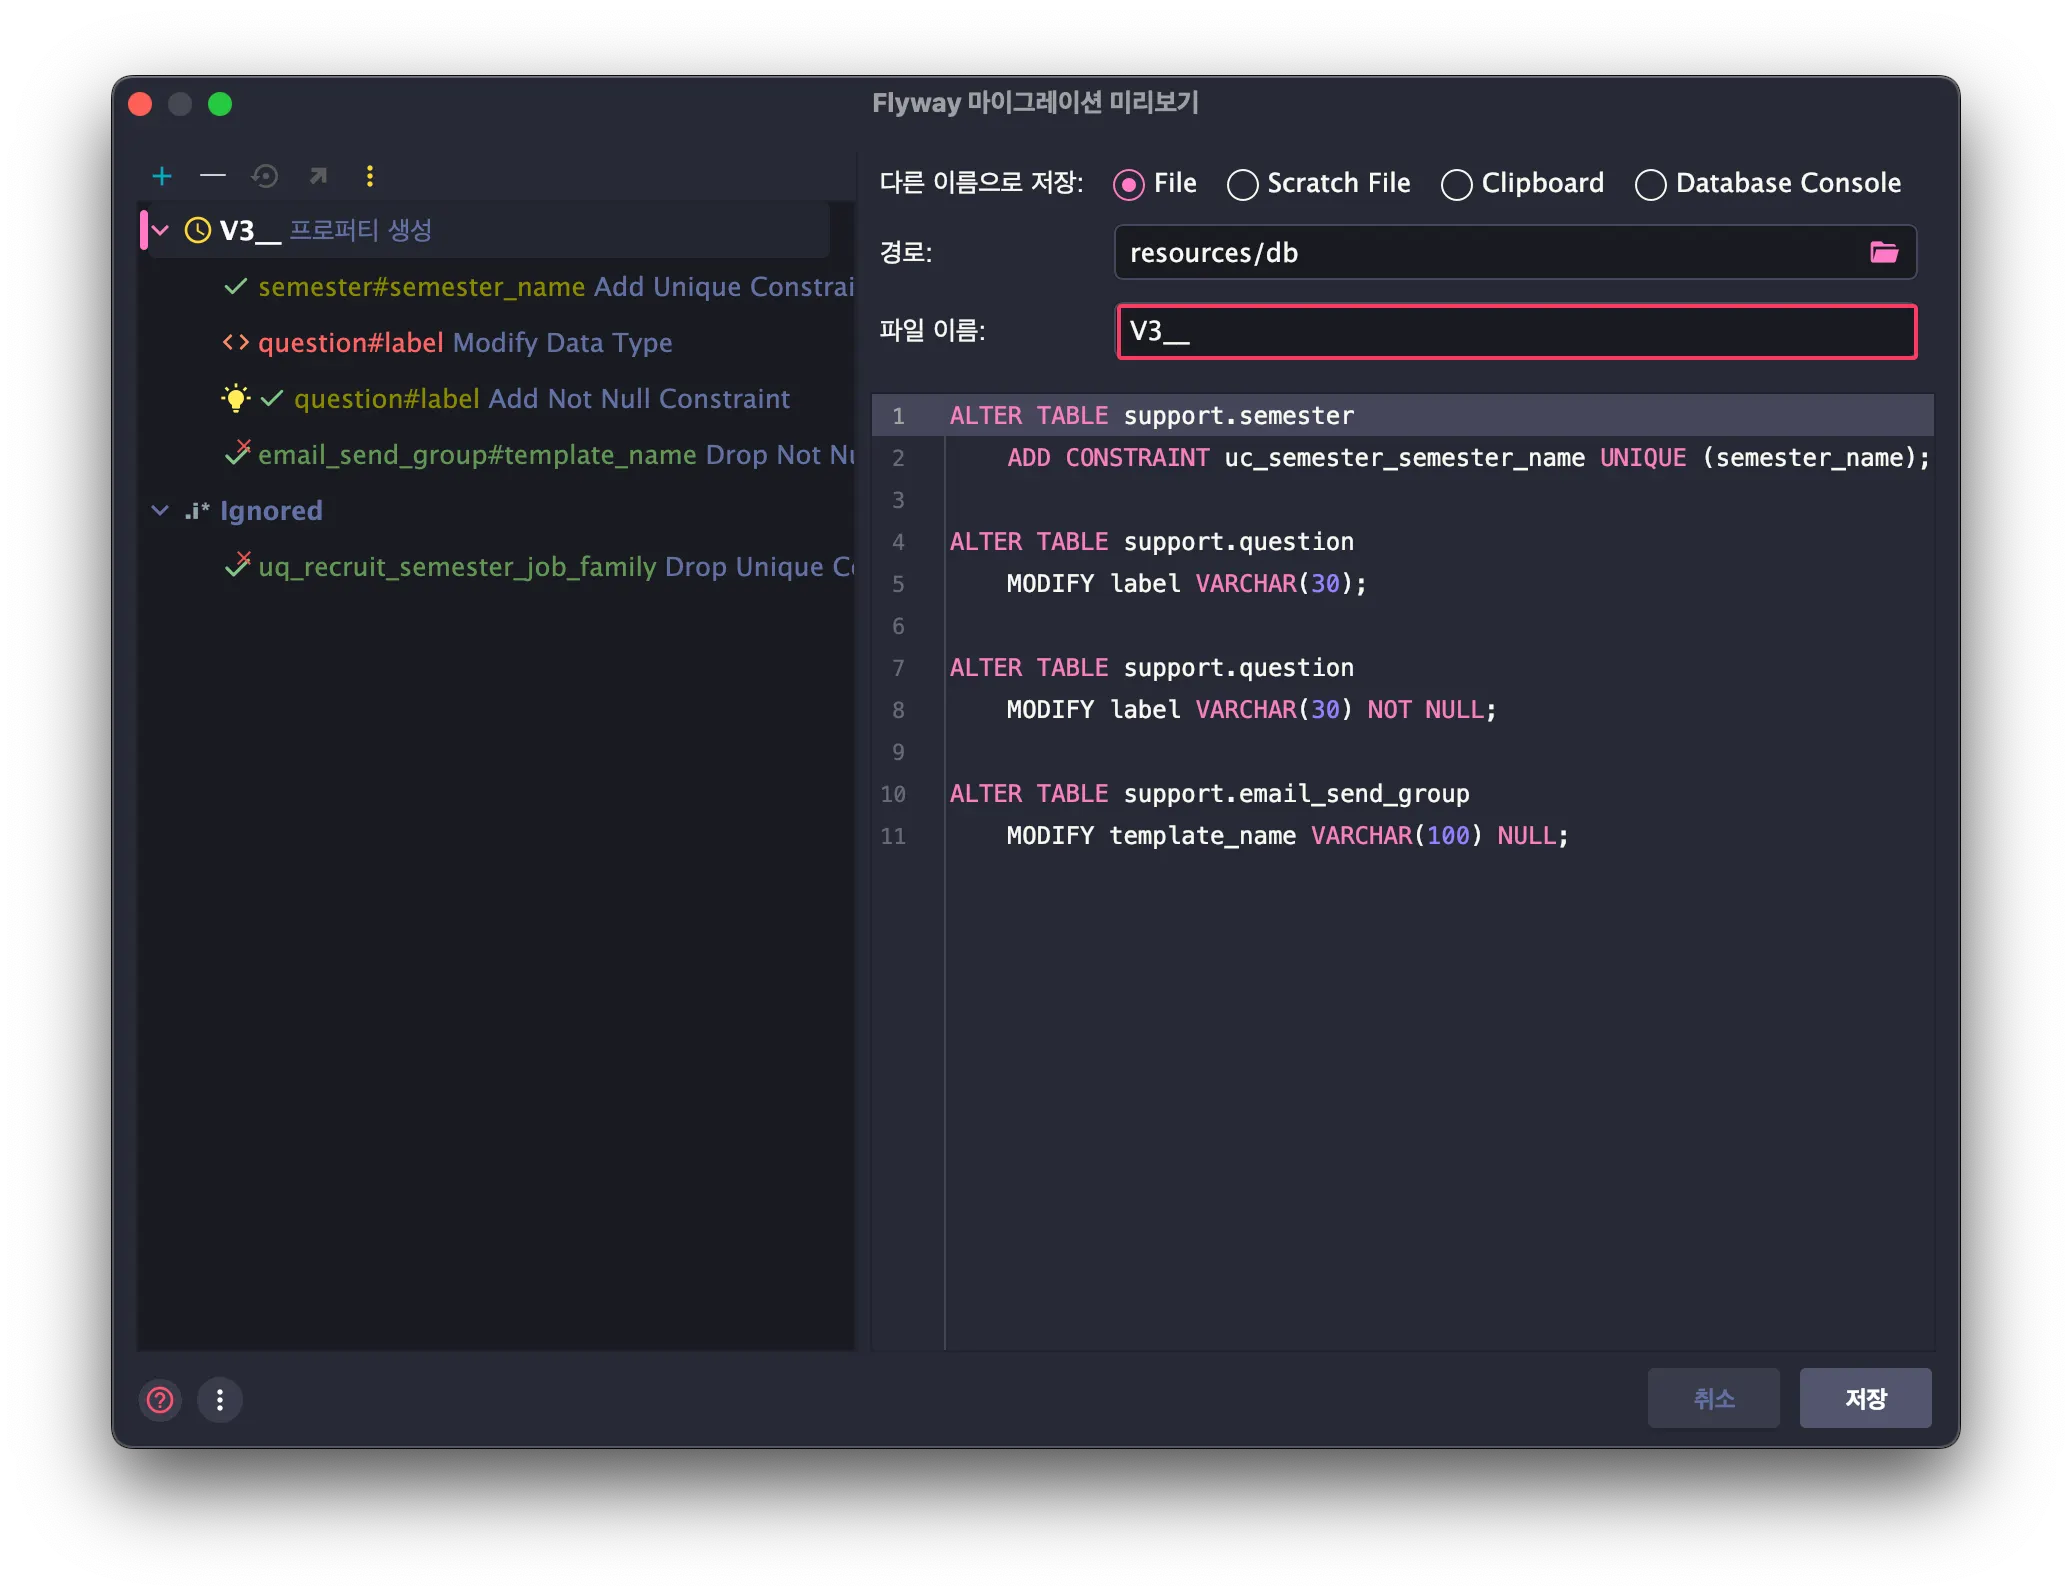 Flyway 마이그레이션 미리보기
V3__ 프로퍼티 생성
semester#semester_name Add Unique Constrai
question#label Modify Data Type
question#label Add Not Null Constraint
email_send_group#template_name Drop Not Nu
.i* Ignored
uq_recruit_semester_job_family Drop Unique Co
다른 이름으로 저장: File Scratch File Clipboard Database Console
경로: resources/db
파일 이름: V3__
1 ALTER TABLE support.semester
2 ADD CONSTRAINT uc_semester_semester_name UNIQUE (semester_name);
3
4 ALTER TABLE support.question
5 MODIFY label VARCHAR(30);
6
7 ALTER TABLE support.question
8 MODIFY label VARCHAR(30) NOT NULL;
9
10 ALTER TABLE support.email_send_group
11 MODIFY template_name VARCHAR(100) NULL;
취소 저장